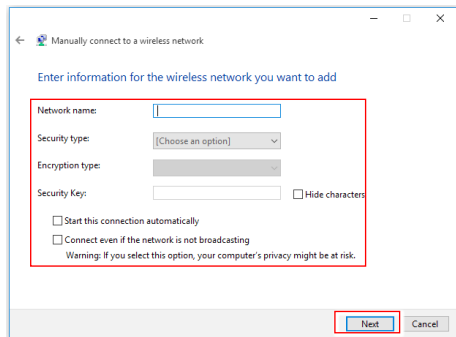 Manually connect to a wireless network
Enter information for the wireless network you want to add
Network name:
Security type: [Choose an option]
Encryption type:
Security Key: Hide characters
Start this connection automatically
Connect even if the network is not broadcasting
Warning: If you select this option, your computer's privacy might be at risk.
Next Cancel